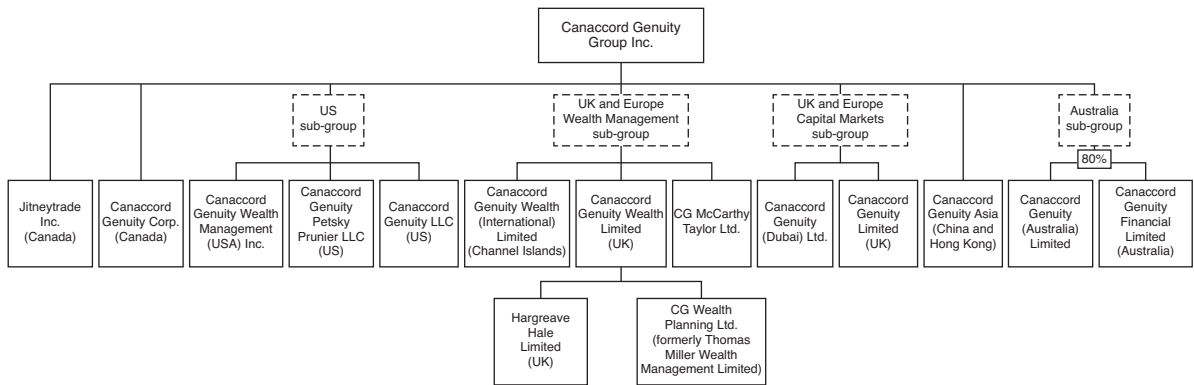 Canaccord Genuity
Group Inc.
US
sub-group
UK and Europe
Wealth Management
sub-group
UK and Europe
Capital Markets
sub-group
Australia
sub-group
80%
Jitneytrade
Inc.
(Canada)
Canaccord
Genuity Corp.
(Canada)
Canaccord
Genuity Wealth
Management
(USA) Inc.
Canaccord
Genuity
Petsky
Prunier LLC
(US)
Canaccord
Genuity LLC
(US)
Canaccord
Genuity Wealth
(International)
Limited
(Channel Islands)
Canaccord
Genuity Wealth
Limited
(UK)
CG McCarthy
Taylor Ltd.
Canaccord
Genuity
(Dubai) Ltd.
Canaccord
Genuity
Limited
(UK)
Canaccord
Genuity Asia
(China and
Hong Kong)
Canaccord
Genuity
(Australia)
Limited
Canaccord
Genuity
Financial
Limited
(Australia)
Hargreave
Hale
Limited
(UK)
CG Wealth
Planning Ltd.
(formerly Thomas
Miller Wealth
Management Limited)